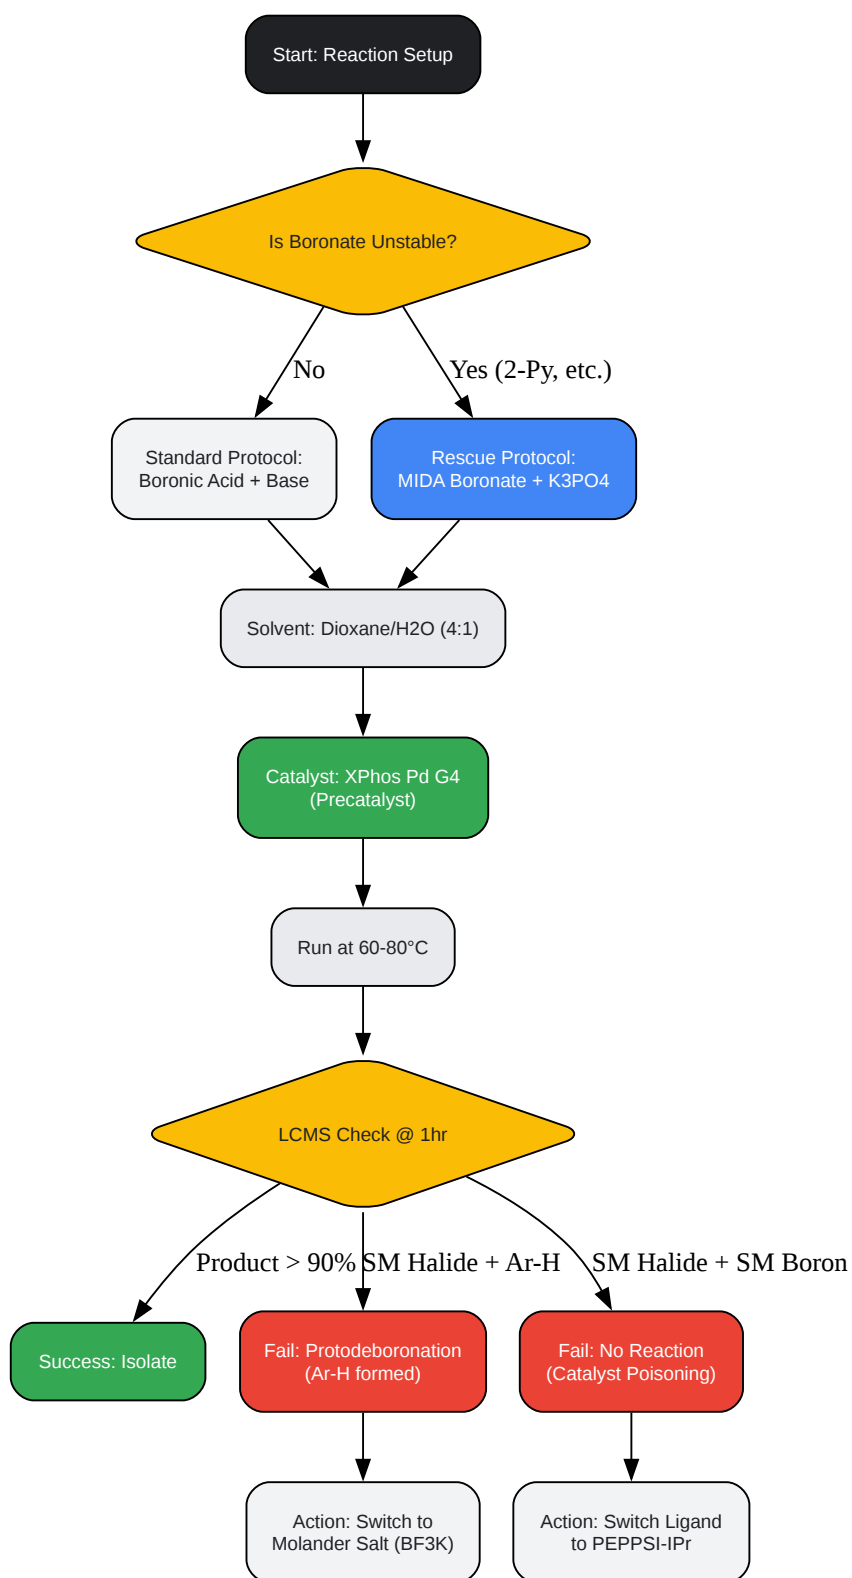 Start: Reaction Setup
Is Boronate Unstable?
No
Yes (2-Py, etc.)
Standard Protocol:
Boronic Acid + Base
Rescue Protocol:
MIDA Boronate + K3PO4
Solvent: Dioxane/H2O (4:1)
Catalyst: XPhos Pd G4
(Precatalyst)
Run at 60-80°C
LCMS Check @ 1hr
Product > 90%
SM Halide + Ar-H
SM Halide + SM Boron
Success: Isolate
Fail: Protodeboronation
(Ar-H formed)
Fail: No Reaction
(Catalyst Poisoning)
Action: Switch to
Molander Salt (BF3K)
Action: Switch Ligand
to PEPPSI-IPr